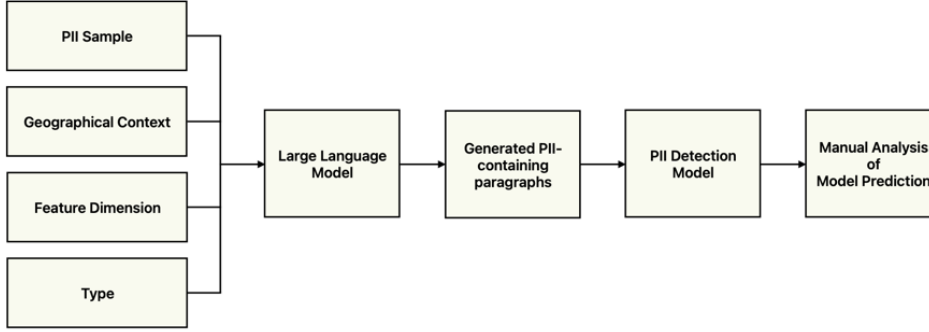 PII Sample
Geographical Context
Feature Dimension
Type
Large Language
Model
Generated PII-
containing
paragraphs
PII Detection
Model
Manual Analysis
of
Model Prediction